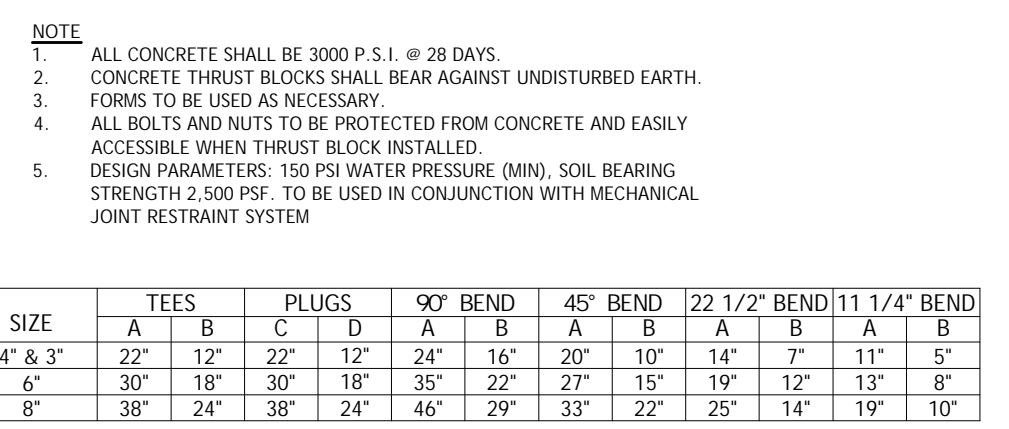 NOTE
1. ALL CONCRETE SHALL BE 3000 P.S.I. @ 28 DAYS.
2. CONCRETE THRUST BLOCKS SHALL BEAR AGAINST UNDISTURBED EARTH.
3. FORMS TO BE USED AS NECESSARY.
4. ALL BOLTS AND NUTS TO BE PROTECTED FROM CONCRETE AND EASILY
ACCESSIBLE WHEN THRUST BLOCK INSTALLED.
5. DESIGN PARAMETERS: 150 PSI WATER PRESSURE (MIN), SOIL BEARING
STRENGTH 2,500 PSF. TO BE USED IN CONJUNCTION WITH MECHANICAL
JOINT RESTRAINT SYSTEM
SIZE TEES PLUGS 90° BEND 45° BEND 22 1/2" BEND 11 1/4" BEND
A B C D A B A B A B A B
4" & 3" 22" 12" 22" 12" 24" 16" 20" 10" 14" 7" 11" 5"
6" 30" 18" 30" 18" 35" 22" 27" 15" 19" 12" 13" 8"
8" 38" 24" 38" 24" 46" 29" 33" 22" 25" 14" 19" 10"